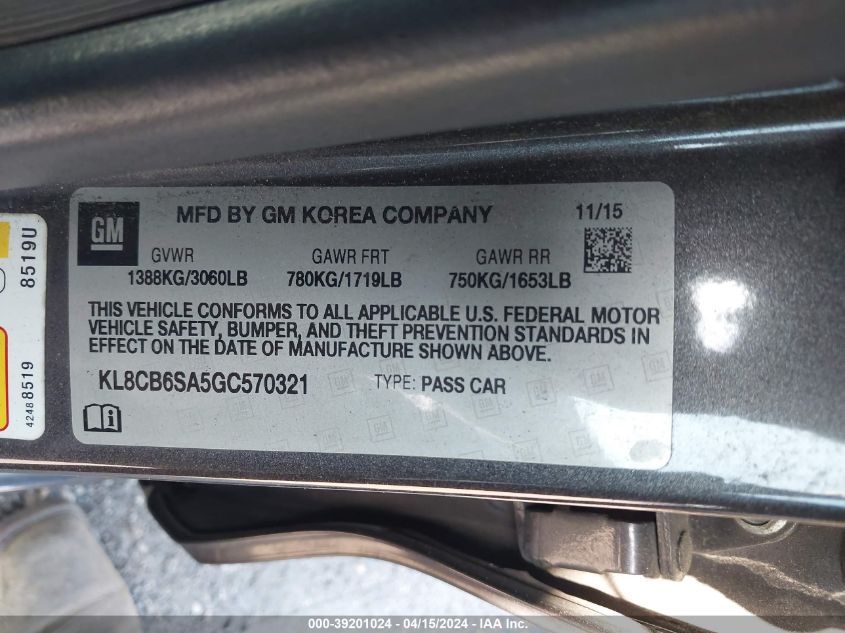 GM
MFD BY GM KOREA COMPANY
11/15
GVWR GAWR FRT GAWR RR
1388KG/3060LB 780KG/1719LB 750KG/1653LB
THIS VEHICLE CONFORMS TO ALL APPLICABLE U.S. FEDERAL MOTOR
VEHICLE SAFETY, BUMPER, AND THEFT PREVENTION STANDARDS IN
EFFECT ON THE DATE OF MANUFACTURE SHOWN ABOVE.
KL8CB6SA5GC570321 TYPE: PASS CAR
8519U
42488519
000-39201024 - 04/15/2024 - IAA Inc.